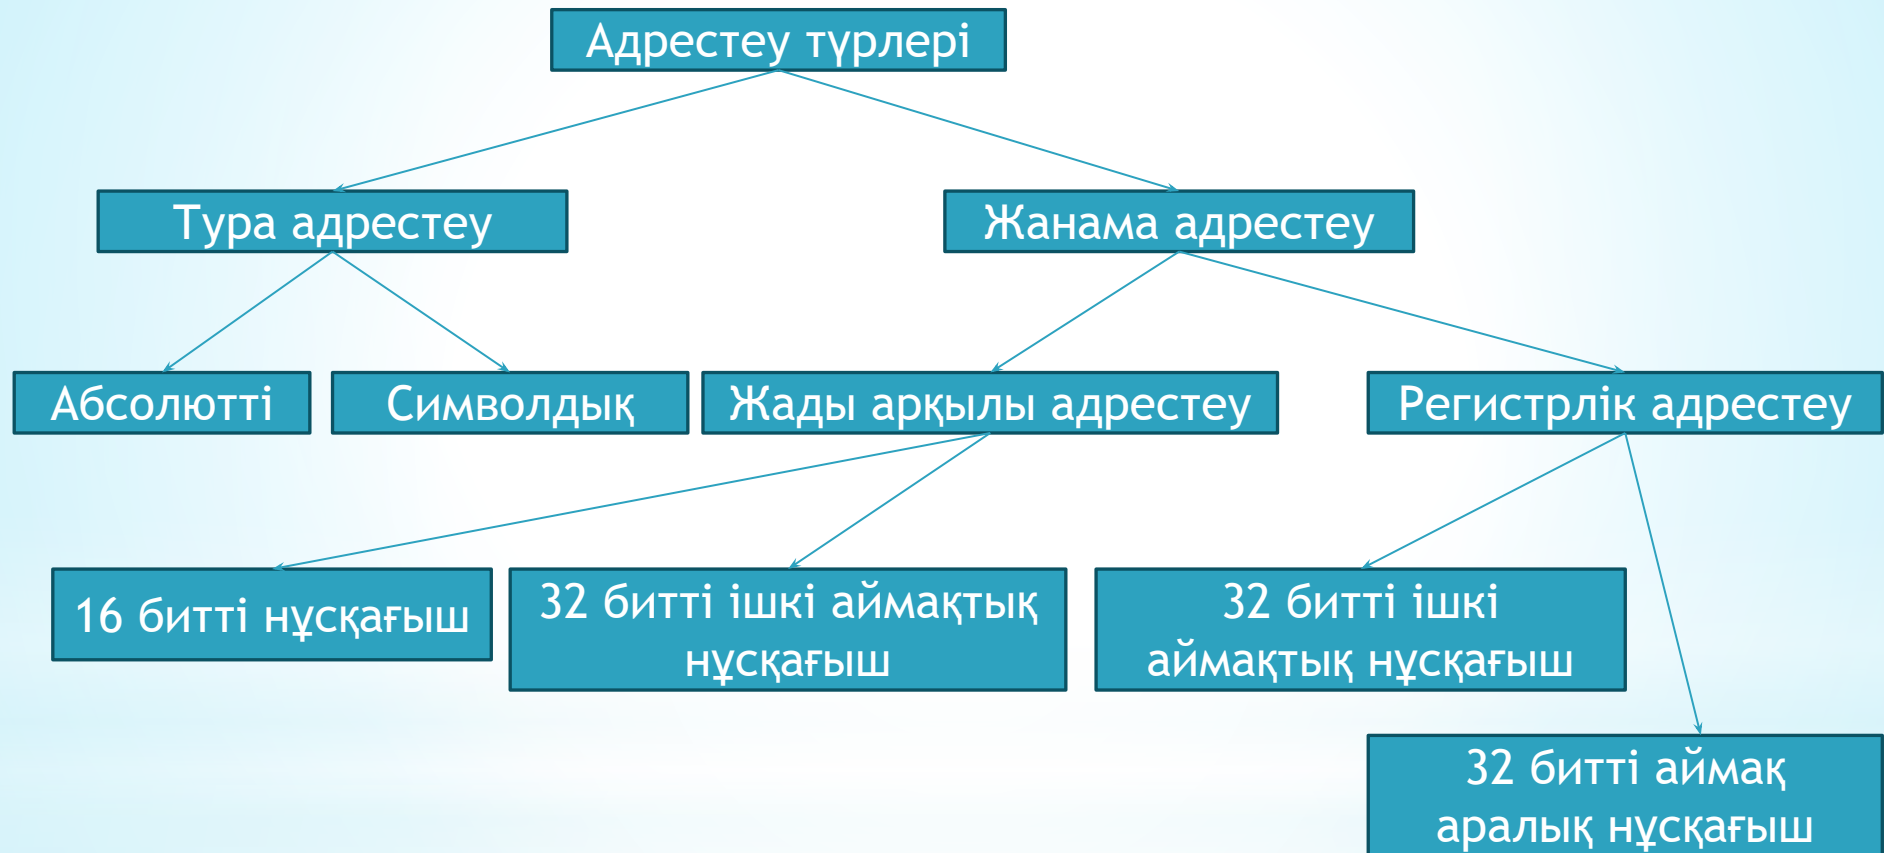 Адрестеу түрлері
Тура адрестеу
Жанама адрестеу
Абсолютті
Символдық
Жады арқылы адрестеу
Регистрлік адрестеу
16 битті нұсқағыш
32 битті ішкі аймақтық
нұсқағыш
32 битті ішкі
аймақтық нұсқағыш
32 битті аймақ
аралық нұсқағыш